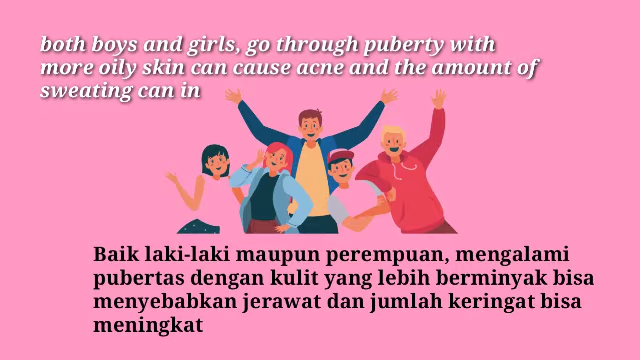 both boys and girls, go through puberty with
more oily skin can cause acne and the amount of
sweating can in
Baik laki-laki maupun perempuan, mengalami
pubertas dengan kulit yang lebih berminyak bisa
menyebabkan jerawat dan jumlah keringat bisa
meningkat